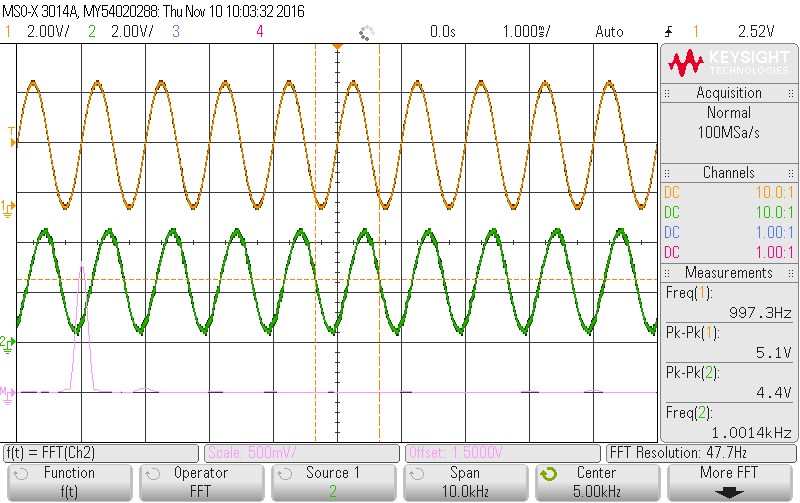 MSO-X 3014A, MY54020288: Thu Nov 10 10:03:32 2016
1 2.00V/ 2 2.00V/ 3 4 0.0s 1.000ms/ Auto 1 2.52V
KEYSIGHT
TECHNOLOGIES
Acquisition
Normal
100MSa/s
Channels
DC 10.0:1
DC 10.0:1
DC 1.00:1
DC 1.00:1
Measurements
Freq(1):
997.3Hz
Pk-Pk(1):
5.1V
Pk-Pk(2):
4.4V
Freq(2):
1.0014kHz
T
1
2
M
f(t) = FFT(Ch2) Scale: 500mV/ Offset: 1.5000V FFT Resolution: 47.7Hz
Function Operator Source 1 Span Center More FFT
f(t) FFT 2 10.0kHz 5.00kHz